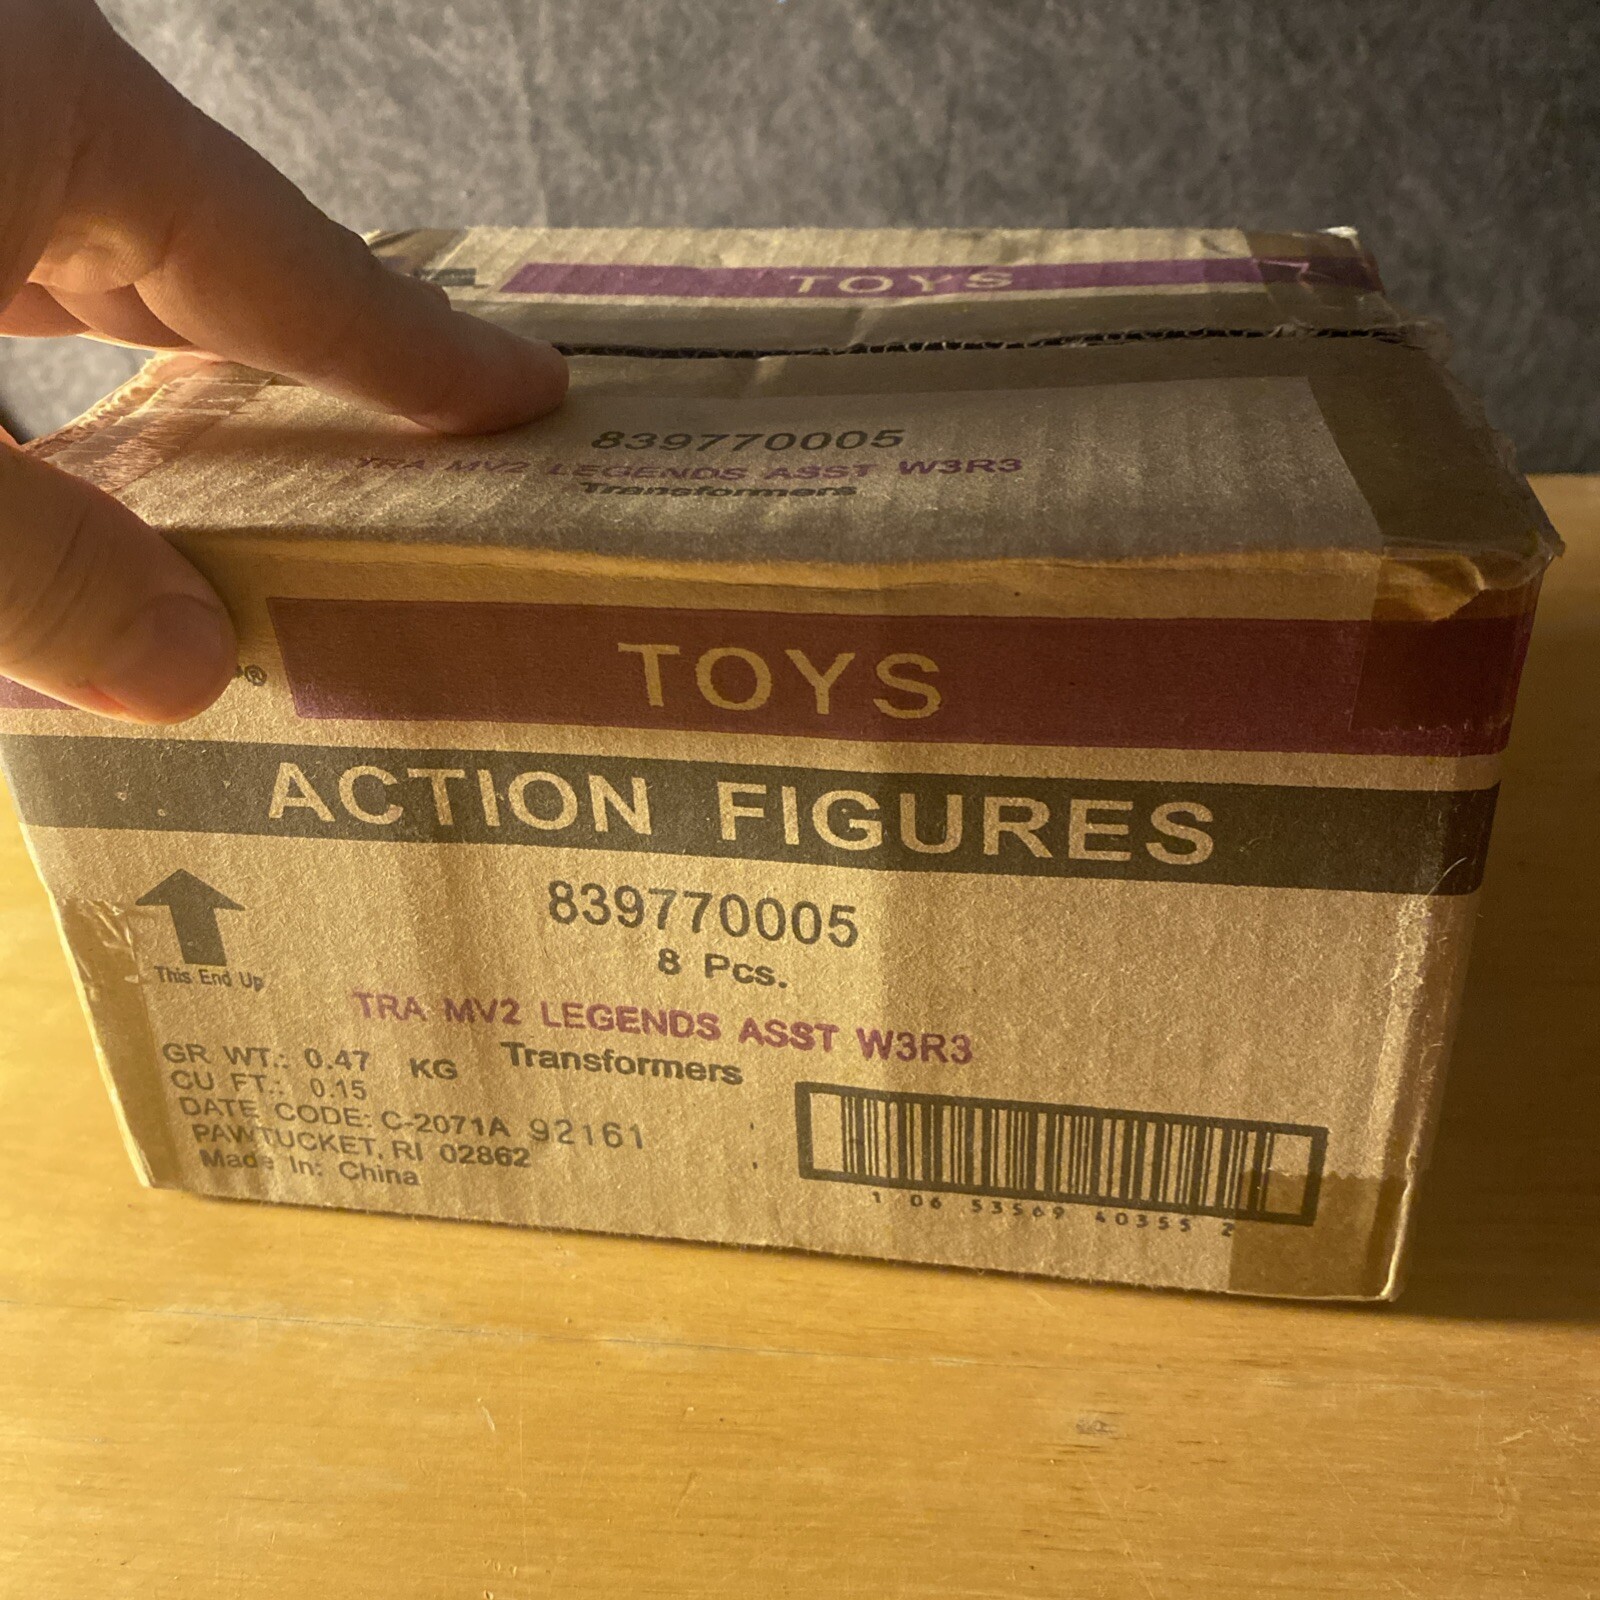 TOYS
839770005
TRA MV2 LEGENDS ASST W3R3
Transformers
®
TOYS
ACTION FIGURES
839770005
8 Pcs.
This End Up
TRA MV2 LEGENDS ASST W3R3
Transformers
GR. WT.: 0.47 KG
CU FT.: 0.15
DATE CODE: C-2071A 92161
PAWTUCKET, RI 02862
Made In: China
1 06 53569 40355 2